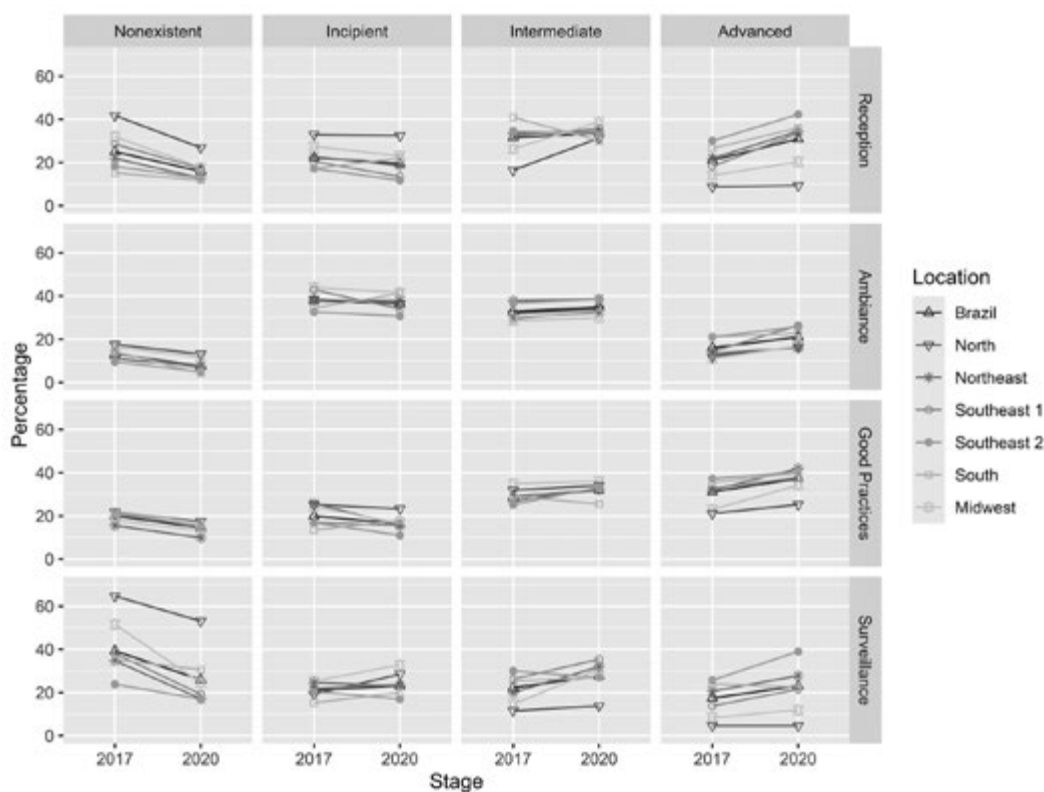 Nonexistent Incipient Intermediate Advanced
60
40
20
0
Reception
60
40
20
0
Ambiance
60
40
20
0
Good Practices
60
40
20
0
Surveillance
Percentage
2017 2020 2017 2020 2017 2020 2017 2020
Stage
Location
Brazil
North
Northeast
Southeast 1
Southeast 2
South
Midwest